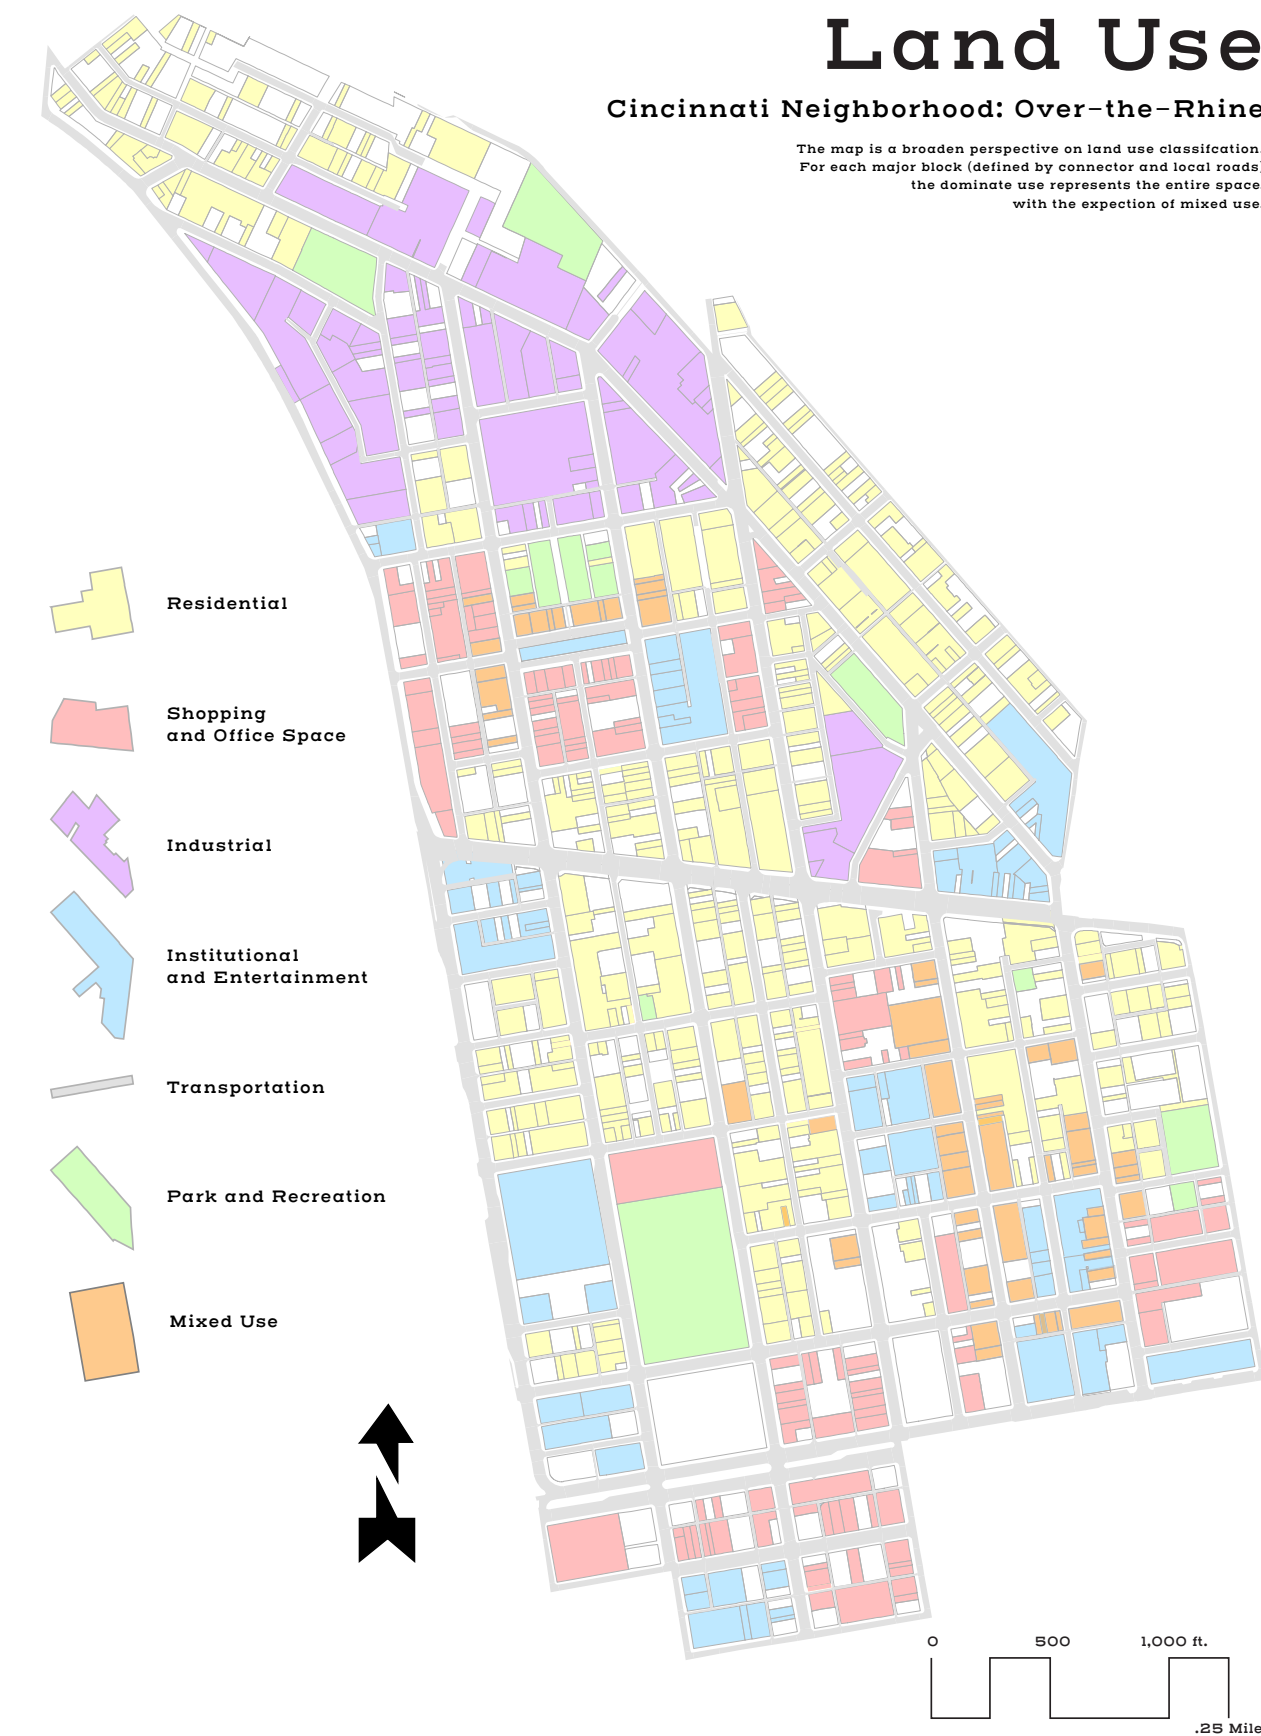 Land Use
Cincinnati Neighborhood: Over-the-Rhine
The map is a broaden perspective on land use classifcation.
For each major block (defined by connector and local roads)
the dominate use represents the entire space
with the expection of mixed use.
Residential
Shopping
and Office Space
Industrial
Institutional
and Entertainment
Transportation
Park and Recreation
Mixed Use
0 500 1,000 ft.
.25 Mile